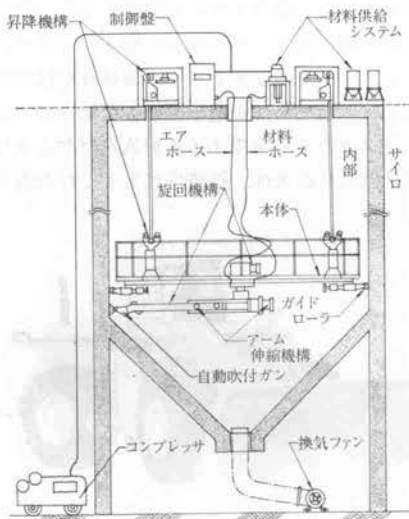 昇降機構
制御盤
材料供給
システム
エア
ホース
材料
ホース
内部
サイロ
旋回機構
本体
ガイド
ローラ
アーム
伸縮機構
自動吹付ガン
コンプレッサ
換気ファン